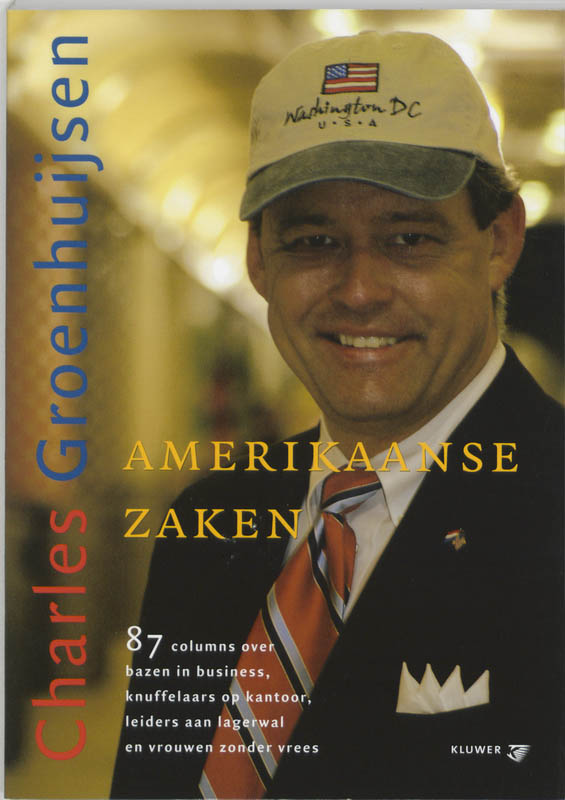 Charles Groenhuijsen
Washington DC
U·S·A
AMERIKAANSE
ZAKEN
87 columns over
bazen in business,
knuffelaars op kantoor,
leiders aan lagerwal
en vrouwen zonder vrees
KLUWER